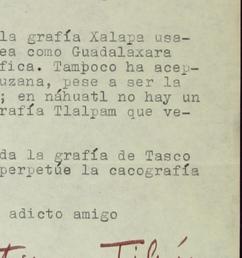 la grafía Xalapa usa-
ea como Guadalaxara
fica. Tampoco ha acep-
uzana, pese a ser la
; en náhuatl no hay un
rafía Tlalpam que ve-
da la grafía de Tasco
perpetúe la cacografía
adicto amigo